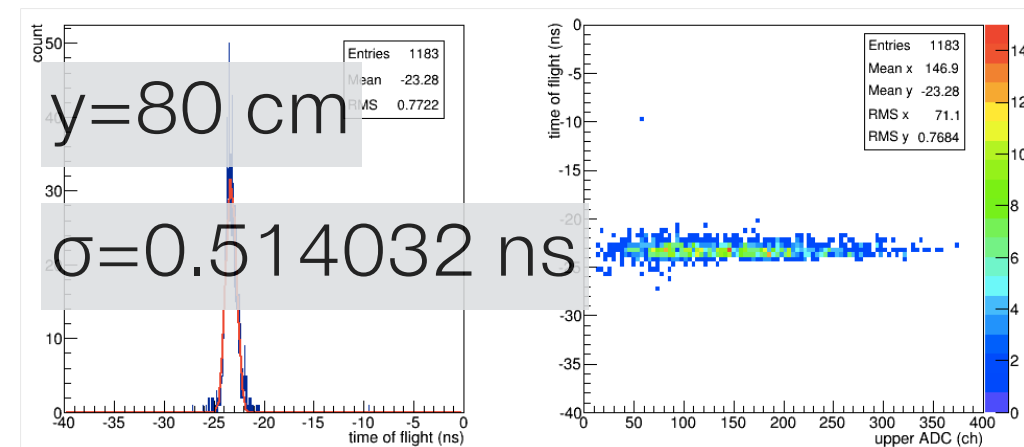 count
50
40
30
20
10
0
-40
-35
-30
-25
-20
-15
-10
-5
0
time of flight (ns)
Entries 1183
Mean -23.28
RMS 0.7722
y=80 cm
σ=0.514032 ns
time of flight (ns)
0
-5
-10
-15
-20
-25
-30
-35
-40
0
50
100
150
200
250
300
350
400
upper ADC (ch)
Entries 1183
Mean x 146.9
Mean y -23.28
RMS x 71.1
RMS y 0.7684
14
12
10
8
6
4
2
0